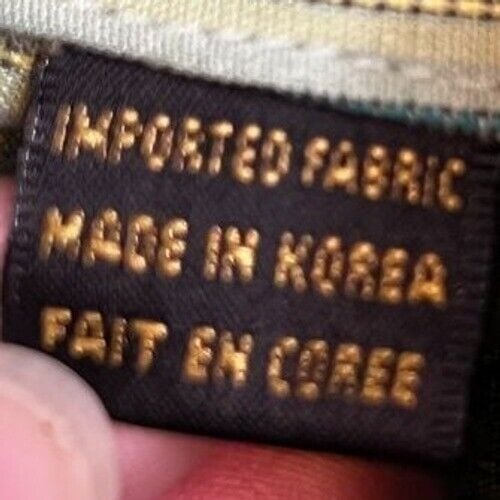 IMPORTED FABRIC
MADE IN KOREA
FAIT EN COREE